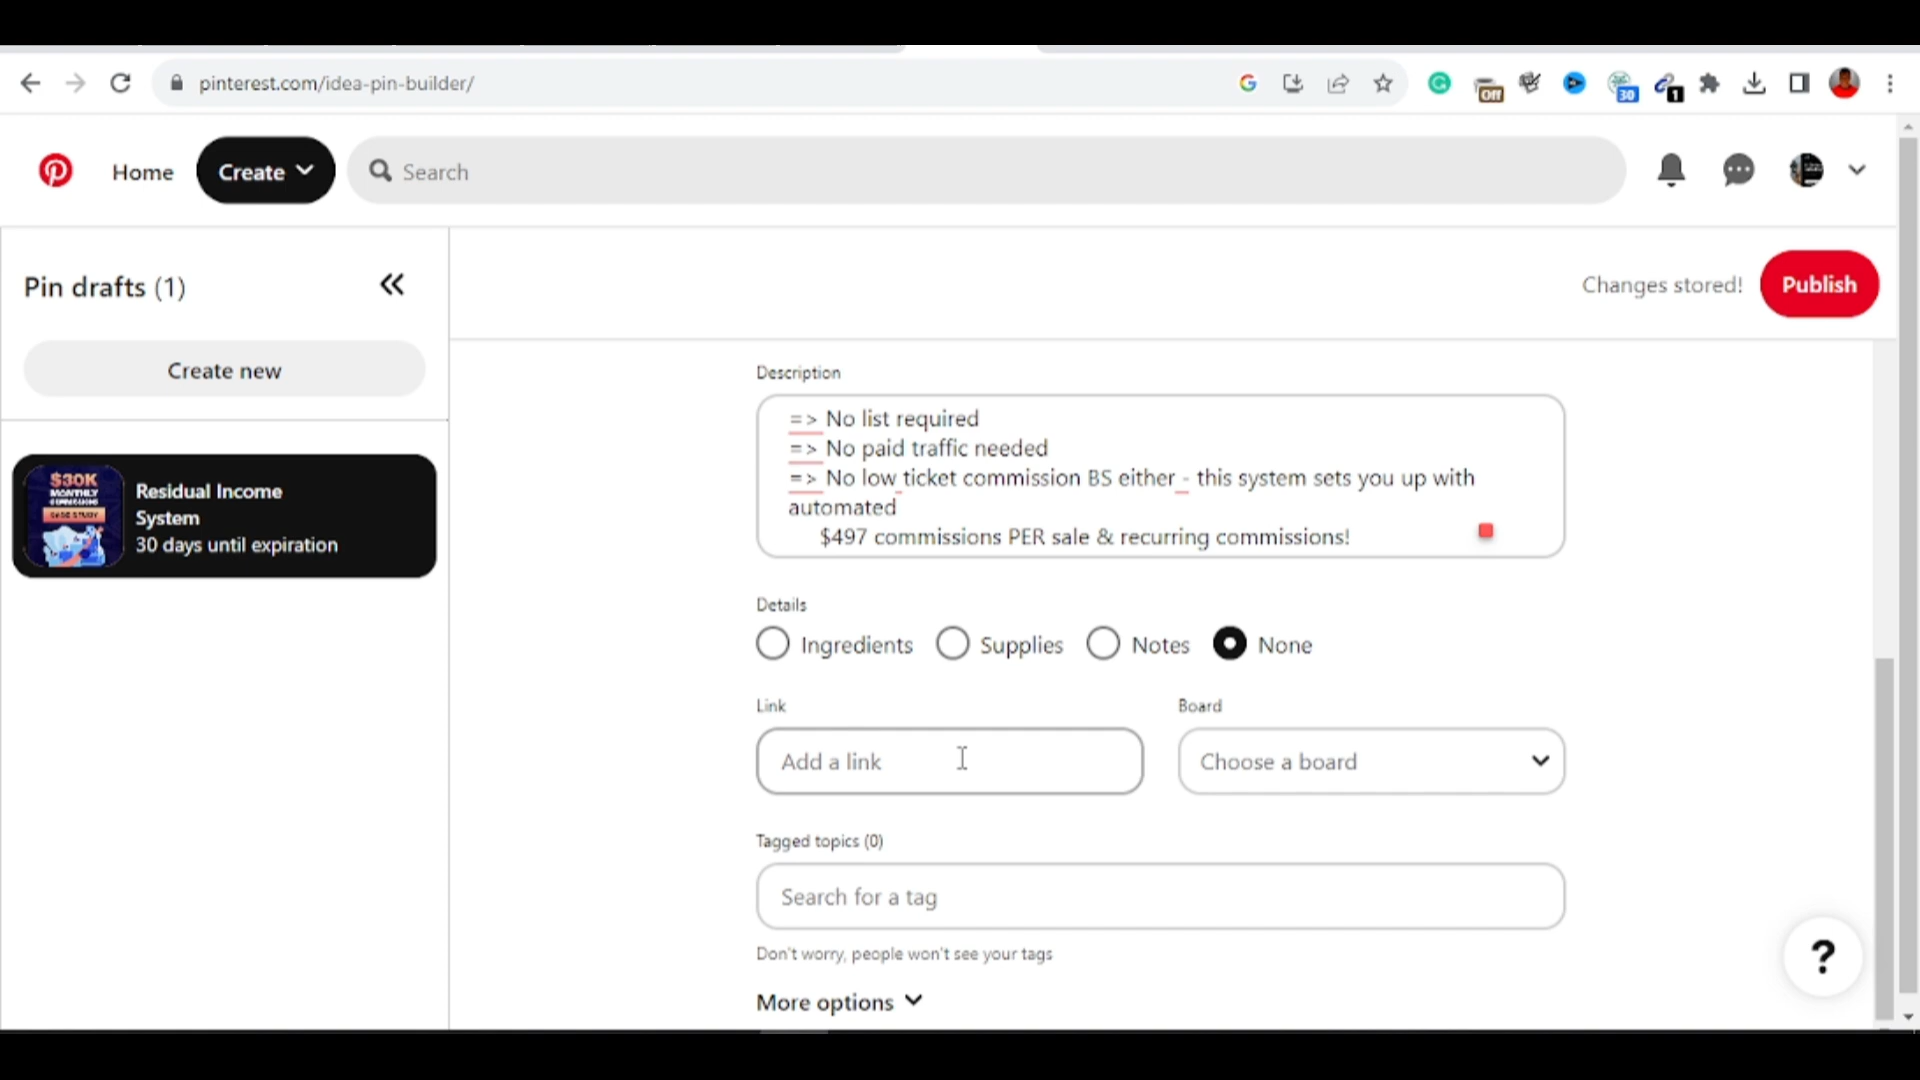 pinterest.com/idea-pin-builder/
Off
30
1
Home
Create
Search
Pin drafts (1)
Changes stored!
Publish
Create new
$30K
MONTHLY
COMMISSIONS
CASE STUDY
Residual Income
System
30 days until expiration
Description
=> No list required
=> No paid traffic needed
=> No low ticket commission BS either - this system sets you up with
automated
$497 commissions PER sale & recurring commissions!
Details
Ingredients
Supplies
Notes
None
Link
Board
Add a link
Choose a board
Tagged topics (0)
Search for a tag
Don't worry, people won't see your tags
More options
?